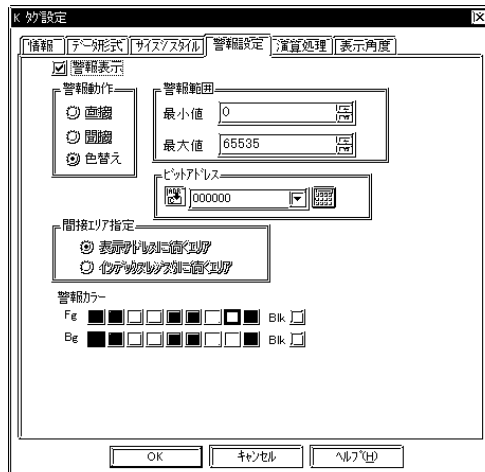 K タグ設定
情報 データ形式 サイズ/スタイル 警報設定 演算処理 表示角度
警報表示
警報動作
直接
間接
色替え
警報範囲
最小値 0
最大値 65535
ビットアドレス
000000
間接エリア指定
表示アドレスに続くエリア
インデックスレジスタに続くエリア
警報カラー
Fg Blk
Bg Blk
OK キャンセル ヘルプ(H)